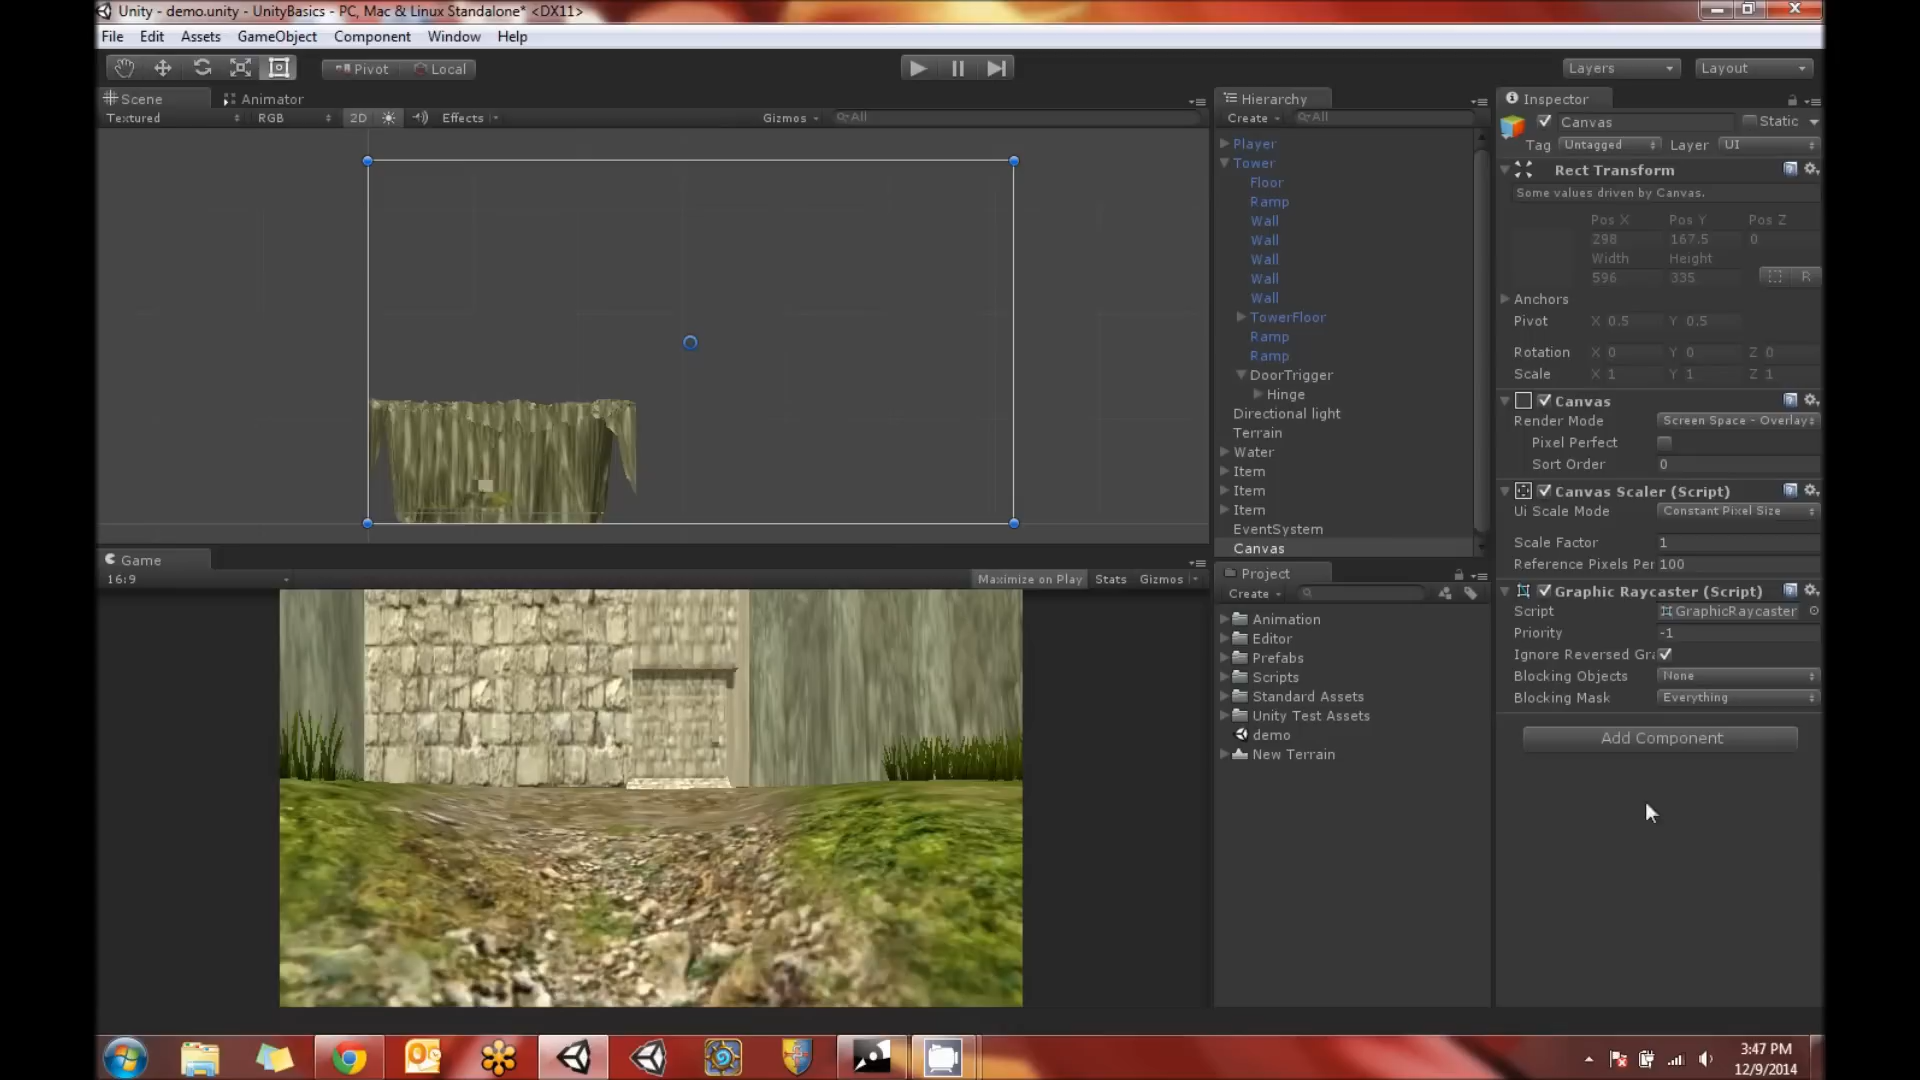 Unity - demo.unity - UnityBasics - PC, Mac & Linux Standalone* <DX11>
File Edit Assets GameObject Component Window Help
Pivot Local
Layers Layout
Scene Animator
Textured RGB 2D Effects Gizmos All
Hierarchy
Create All
Player
Tower
Floor
Ramp
Wall
Wall
Wall
Wall
Wall
TowerFloor
Ramp
Ramp
DoorTrigger
Hinge
Directional light
Terrain
Water
Item
Item
Item
EventSystem
Canvas
Inspector
Canvas Static
Tag Untagged Layer UI
Rect Transform
Some values driven by Canvas.
Pos X Pos Y Pos Z
298 167.5 0
Width Height
596 335
R
Anchors
Pivot X 0.5 Y 0.5
Rotation X 0 Y 0 Z 0
Scale X 1 Y 1 Z 1
Canvas
Render Mode Screen Space - Overlay
Pixel Perfect
Sort Order 0
Canvas Scaler (Script)
Ui Scale Mode Constant Pixel Size
Scale Factor 1
Reference Pixels Per 100
Graphic Raycaster (Script)
Script GraphicRaycaster
Priority -1
Ignore Reversed Gra
Blocking Objects None
Blocking Mask Everything
Add Component
Game
16:9 Maximize on Play Stats Gizmos
Project
Create
Animation
Editor
Prefabs
Scripts
Standard Assets
Unity Test Assets
demo
New Terrain
3:47 PM
12/9/2014